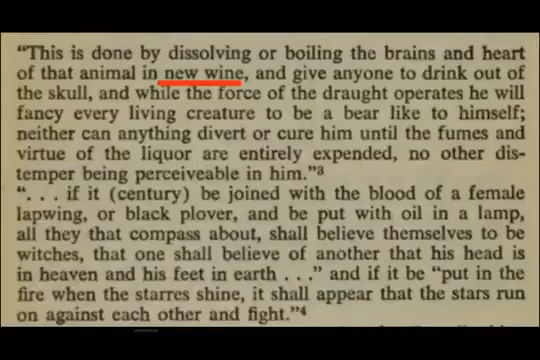 "This is done by dissolving or boiling the brains and heart
of that animal in new wine, and give anyone to drink out of
the skull, and while the force of the draught operates he will
fancy every living creature to be a bear like to himself;
neither can anything divert or cure him until the fumes and
virtue of the liquor are entirely expended, no other dis-
temper being perceiveable in him."3
". . . if it (century) be joined with the blood of a female
lapwing, or black plover, and be put with oil in a lamp,
all they that compass about, shall believe themselves to be
witches, that one shall believe of another that his head is
in heaven and his feet in earth . . ." and if it be "put in the
fire when the starres shine, it shall appear that the stars run
on against each other and fight."4